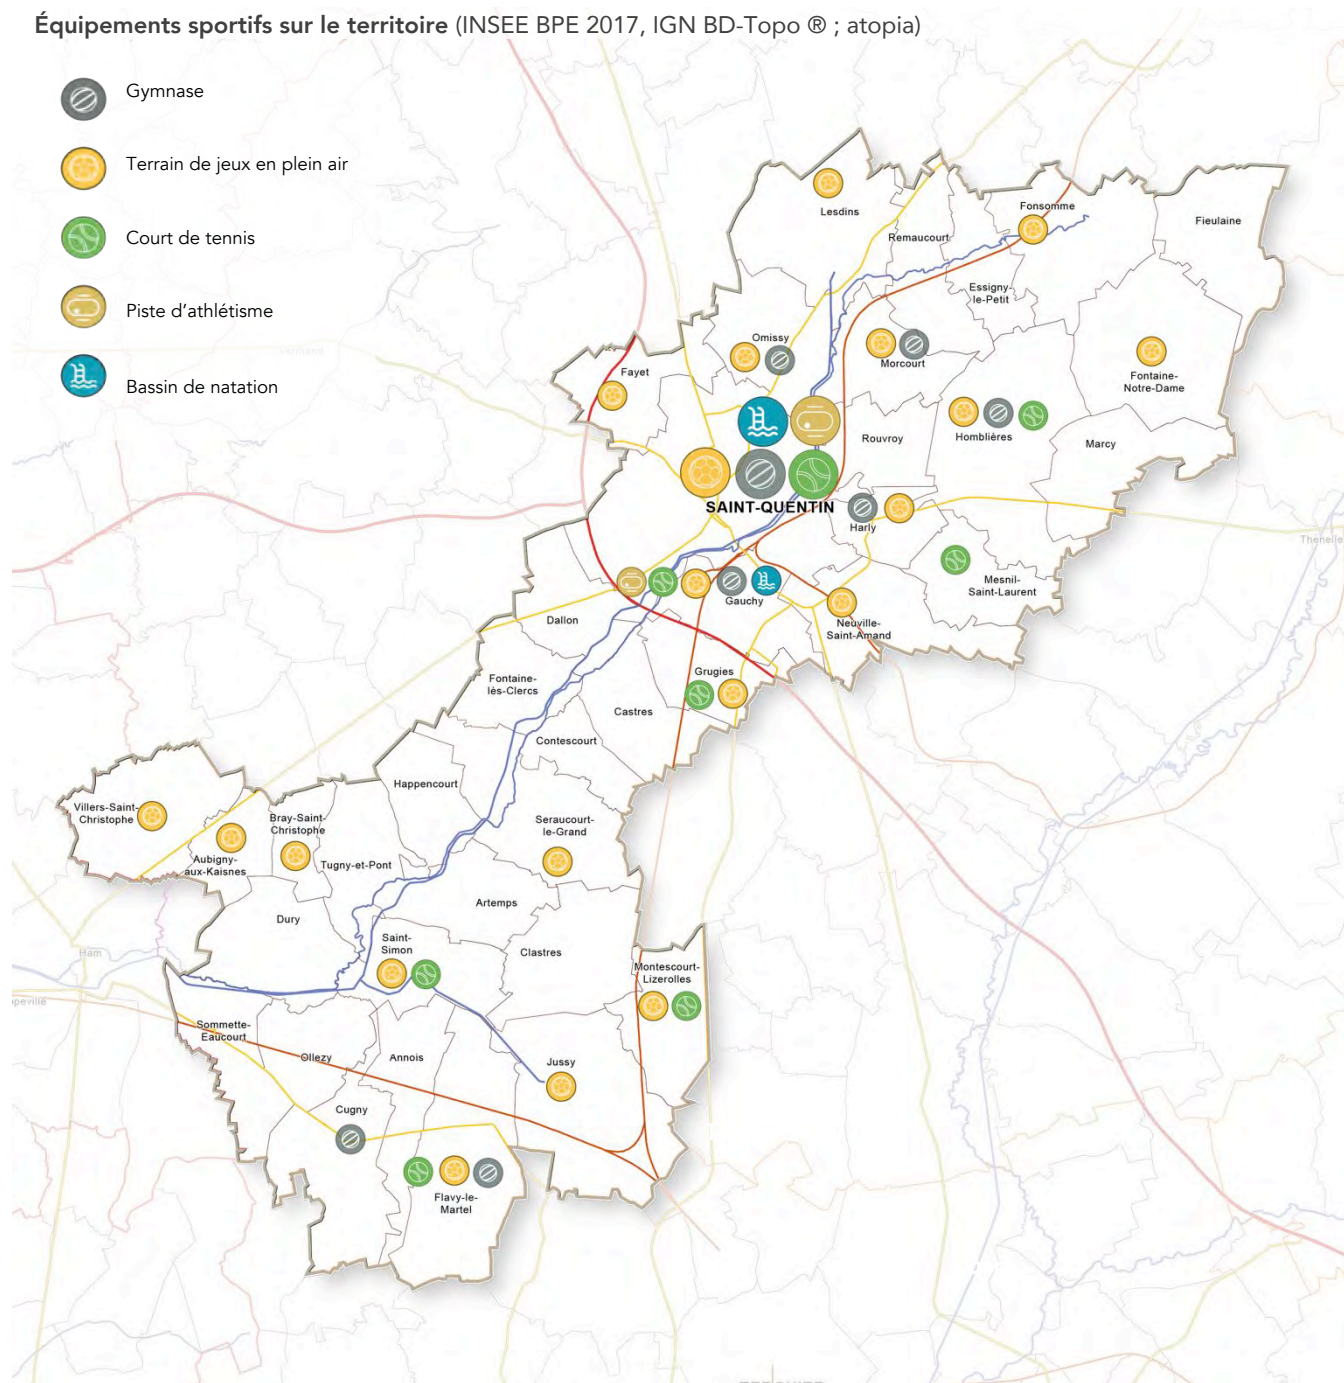 Équipements sportifs sur le territoire (INSEE BPE 2017, IGN BD-Topo ® ; atopia)
Gymnase
Terrain de jeux en plein air
Court de tennis
Piste d'athlétisme
Bassin de natation
Lesdins
Remaucourt
Fonsomme
Fieulaine
Essigny
le-Petit
Omissy
Morcourt
Vermand
Fayet
Fontaine-
Notre-Dame
Homblières
Rouvroy
Marcy
SAINT-QUENTIN
Harly
Thenelle
Mesnil-
Saint-Laurent
Gauchy
Dallon
Neuville-
Saint-Amand
Fontaine-
lès-Clercs
Grugies
Castres
Contescourt
Happencourt
Villers-Saint-
Christophe
Bray-Saint-
Christophe
Seraucourt-
le-Grand
Aubigny-
aux-Kaisnes
Tugny-et-Pont
Artemps
Dury
Saint-
Simon
Clastres
Ham
Montescourt-
Lizerolles
ppeville
Sommette-
Eaucourt
Ollezy
Annois
Jussy
Cugny
Flavy-le-
Martel